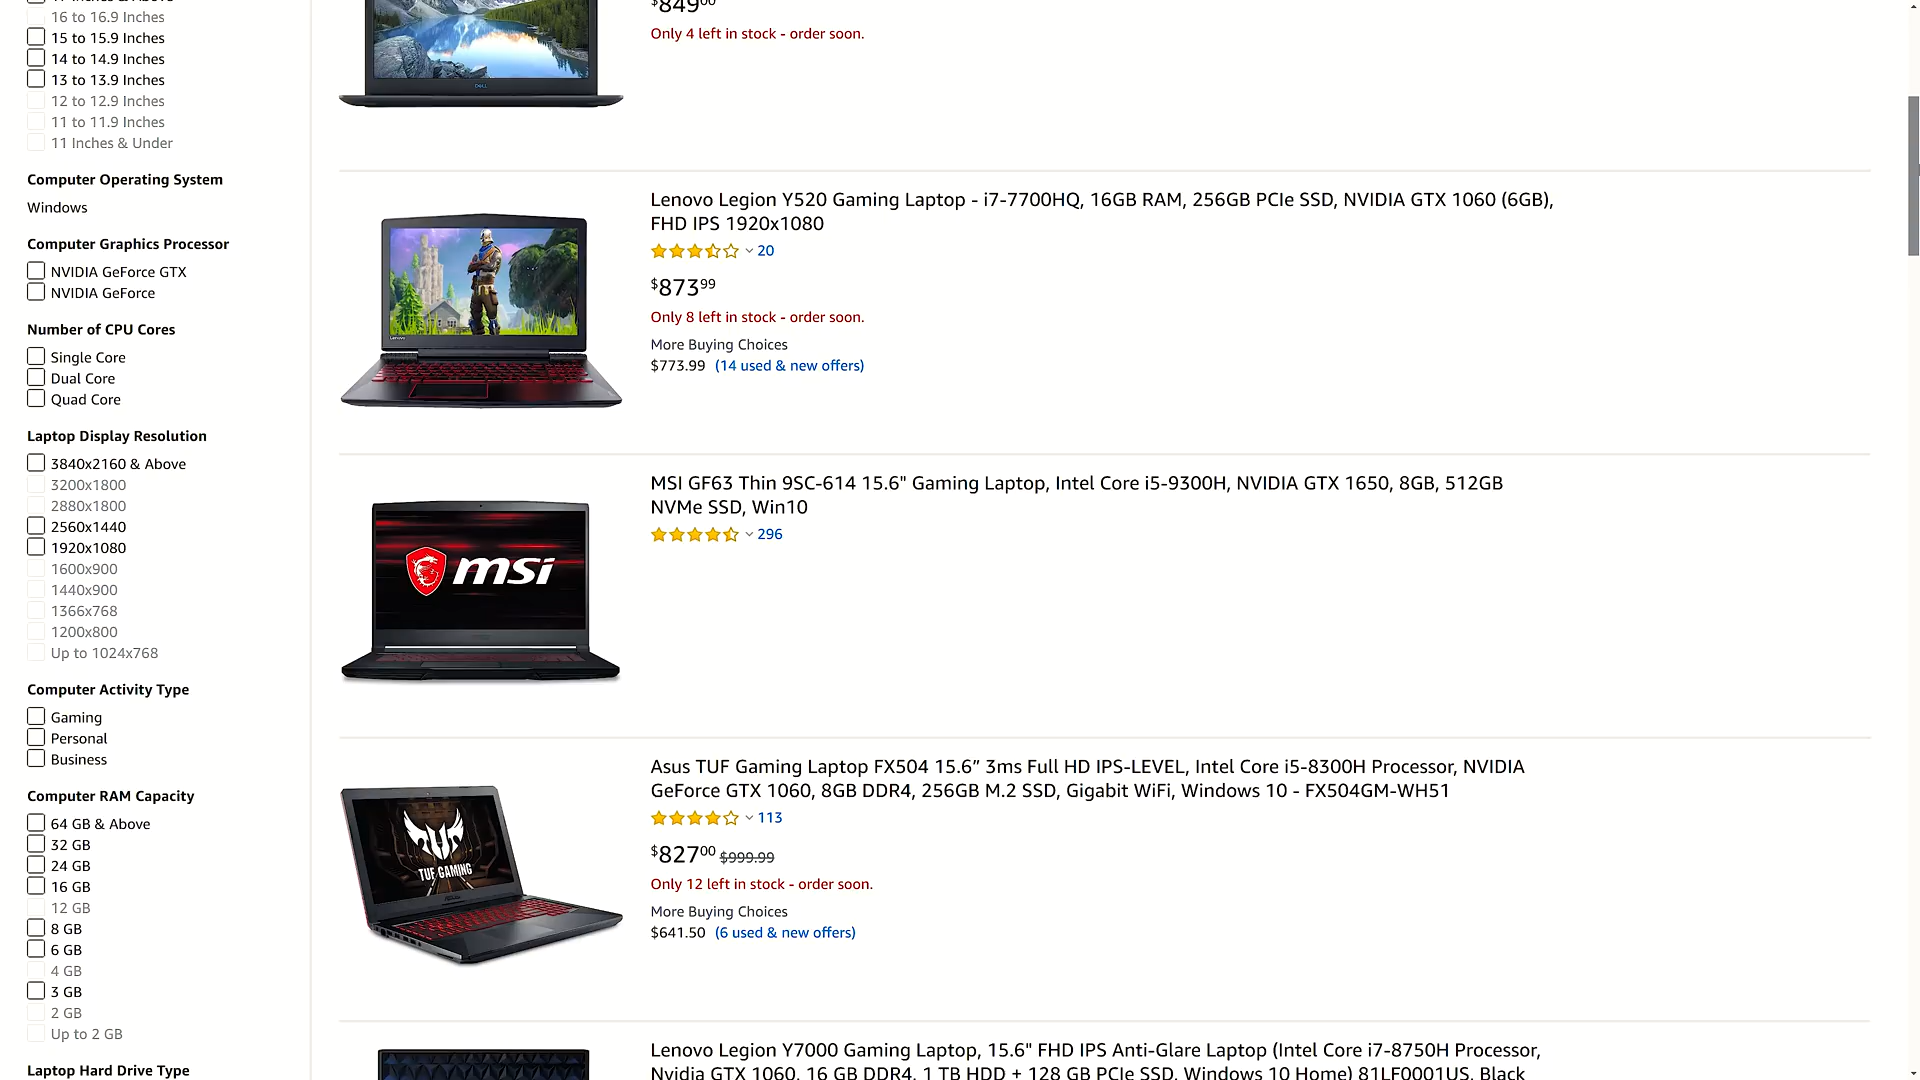 16 to 16.9 Inches
15 to 15.9 Inches
14 to 14.9 Inches
13 to 13.9 Inches
12 to 12.9 Inches
11 to 11.9 Inches
11 Inches & Under
Computer Operating System
Windows
Computer Graphics Processor
NVIDIA GeForce GTX
NVIDIA GeForce
Number of CPU Cores
Single Core
Dual Core
Quad Core
Laptop Display Resolution
3840x2160 & Above
3200x1800
2880x1800
2560x1440
1920x1080
1600x900
1440x900
1366x768
1200x800
Up to 1024x768
Computer Activity Type
Gaming
Personal
Business
Computer RAM Capacity
64 GB & Above
32 GB
24 GB
16 GB
12 GB
8 GB
6 GB
4 GB
3 GB
2 GB
Up to 2 GB
Laptop Hard Drive Type
$849.00
Only 4 left in stock - order soon.
DELL
Lenovo Legion Y520 Gaming Laptop - i7-7700HQ, 16GB RAM, 256GB PCIe SSD, NVIDIA GTX 1060 (6GB),
FHD IPS 1920x1080
20
$873 99
Only 8 left in stock - order soon.
More Buying Choices
$773.99 (14 used & new offers)
Lenovo
MSI GF63 Thin 9SC-614 15.6" Gaming Laptop, Intel Core i5-9300H, NVIDIA GTX 1650, 8GB, 512GB
NVMe SSD, Win10
296
msi
Asus TUF Gaming Laptop FX504 15.6” 3ms Full HD IPS-LEVEL, Intel Core i5-8300H Processor, NVIDIA
GeForce GTX 1060, 8GB DDR4, 256GB M.2 SSD, Gigabit WiFi, Windows 10 - FX504GM-WH51
113
$827 00 $999.99
Only 12 left in stock - order soon.
More Buying Choices
$641.50 (6 used & new offers)
TUF GAMING
Lenovo Legion Y7000 Gaming Laptop, 15.6" FHD IPS Anti-Glare Laptop (Intel Core i7-8750H Processor,
Nvidia GTX 1060, 16 GB DDR4, 1 TB HDD + 128 GB PCIe SSD, Windows 10 Home) 81LF0001US, Black